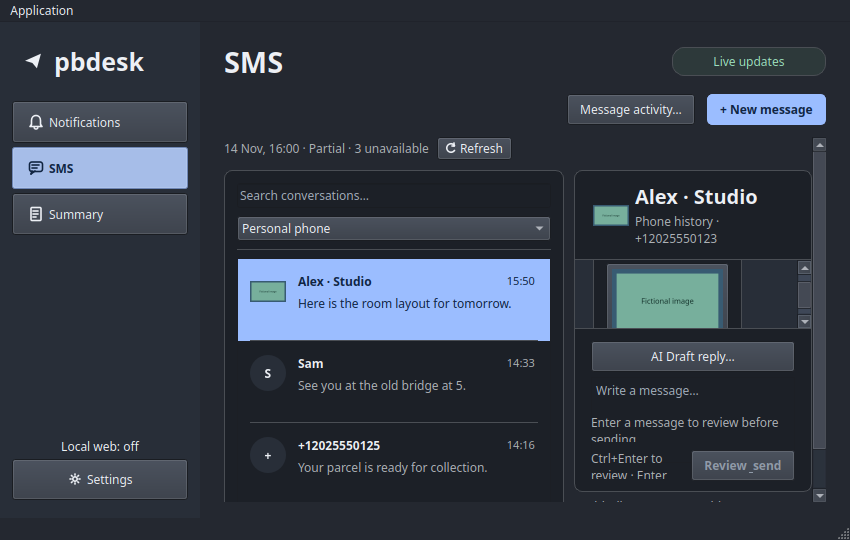 Application
pbdesk
Notifications
SMS
Summary
Local web: off
Settings
SMS
Live updates
Message activity...
+ New message
14 Nov, 16:00 · Partial · 3 unavailable
Refresh
Search conversations...
Personal phone
Alex · Studio
15:50
Here is the room layout for tomorrow.
S
Sam
14:33
See you at the old bridge at 5.
+
+12025550125
14:16
Your parcel is ready for collection.
Alex · Studio
Phone history ·
+12025550123
Fictional image
AI Draft reply...
Write a message...
Enter a message to review before
sending
Ctrl+Enter to
review · Enter
Review_send